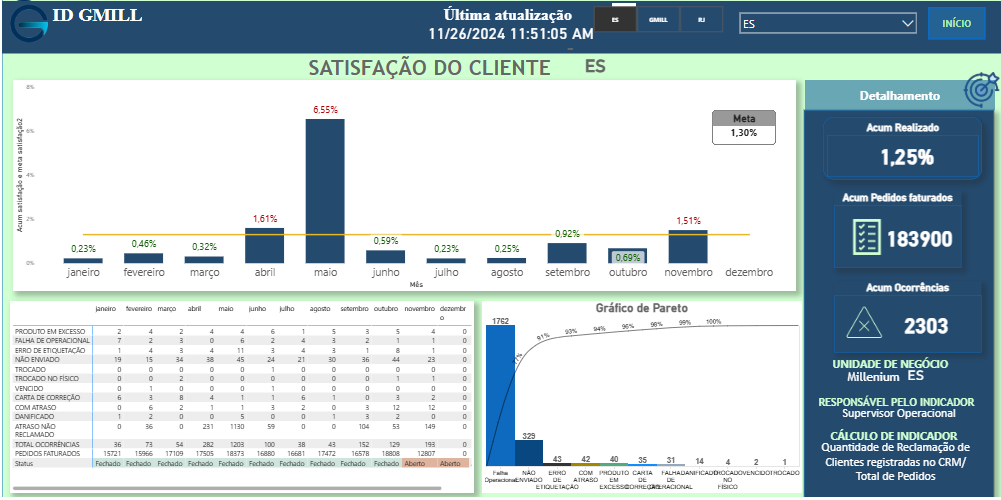 ID GMILL
Última atualização
11/26/2024 11:51:05 AM
ES
GMILL
RJ
ES
INÍCIO
SATISFAÇÃO DO CLIENTE ES
Acum satisfação e meta satisfação2
8%
6%
4%
2%
0%
0,23%
0,46%
0,32%
1,61%
6,55%
0,59%
0,23%
0,25%
0,92%
0,69%
1,51%
Meta
1,30%
janeiro fevereiro março abril maio junho julho agosto setembro outubro novembro dezembro
Mês
Detalhamento
Acum Realizado
1,25%
Acum Pedidos faturados
183900
Acum Ocorrências
2303
UNIDADE DE NEGÓCIO
Millenium ES
RESPONSÁVEL PELO INDICADOR
Supervisor Operacional
CÁLCULO DE INDICADOR
Quantidade de Reclamação de
Clientes registradas no CRM/
Total de Pedidos
janeiro fevereiro março abril maio junho julho agosto setembro outubro novembro dezembr
o
PRODUTO EM EXCESSO 2 4 2 4 4 6 1 5 3 5 4 0
FALHA DE OPERACIONAL 7 2 3 0 6 2 4 3 2 1 1 0
ERRO DE ETIQUETAÇÃO 1 4 3 4 11 3 4 3 1 8 1 0
NÃO ENVIADO 19 15 34 38 45 24 21 30 36 44 23 0
TROCADO 0 0 0 0 0 1 0 0 0 0 0 0
TROCADO NO FÍSICO 0 0 2 0 0 0 0 0 0 1 1 0
VENCIDO 0 1 0 0 0 1 0 0 0 0 0 0
CARTA DE CORREÇÃO 6 3 8 4 1 1 6 1 0 3 2 0
COM ATRASO 0 6 2 1 1 3 2 0 3 12 12 0
DANIFICADO 1 2 0 0 5 0 0 1 3 2 0 0
ATRASO NÃO
RECLAMADO 0 36 0 231 1130 59 0 0 104 53 149 0
TOTAL OCORRÊNCIAS 36 73 54 282 1203 100 38 43 152 129 193 0
PEDIDOS FATURADOS 15721 15966 17109 17505 18373 16880 16681 17472 16578 18808 12807 0
Status Fechado Fechado Fechado Fechado Fechado Fechado Fechado Fechado Fechado Fechado Aberto Aberto
Gráfico de Pareto
1762
329
43
42
40
35
31
14
4
2
1
91%
93%
94%
96%
98%
99%
100%
Falha
Operacional
NÃO
ENVIADO
ERRO
DE
ETIQUETAÇÃO
COM
ATRASO
PRODUTO
EM
EXCESSO
CARTA
DE
CORREÇÃO
FALHA
DE
OPERACIONAL
DANIFICADO
TROCADO
NO
FÍSICO
VENCIDO
TROCADO